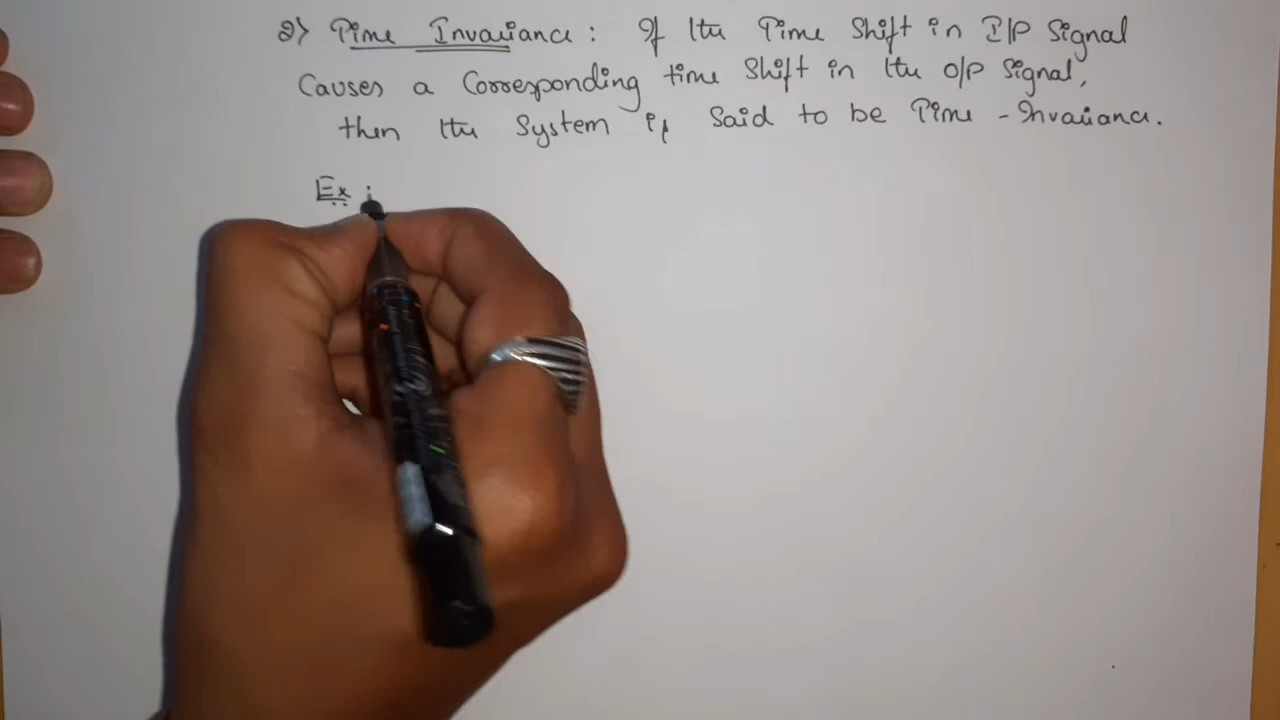 2) Time Invariance : If the Time Shift in I/P Signal
Causes a Corresponding time Shift in the O/P Signal,
then the System is Said to be Time - Invariance.
Ex :